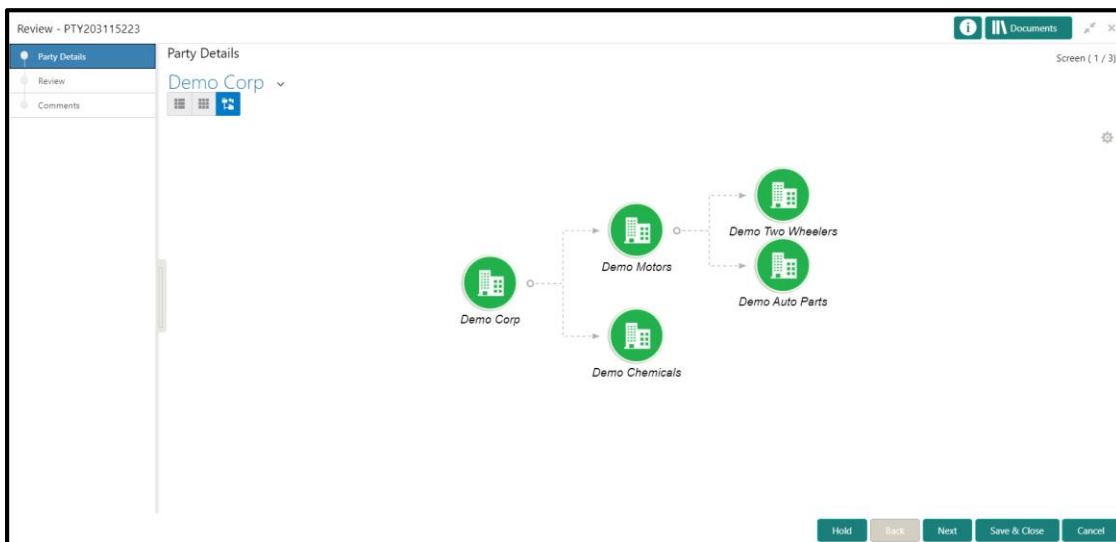 Review - PTY203115223
Documents
Party Details
Review
Comments
Party Details
Screen ( 1 / 3)
Demo Corp
Demo Two Wheelers
Demo Motors
Demo Auto Parts
Demo Corp
Demo Chemicals
Hold
Back
Next
Save & Close
Cancel